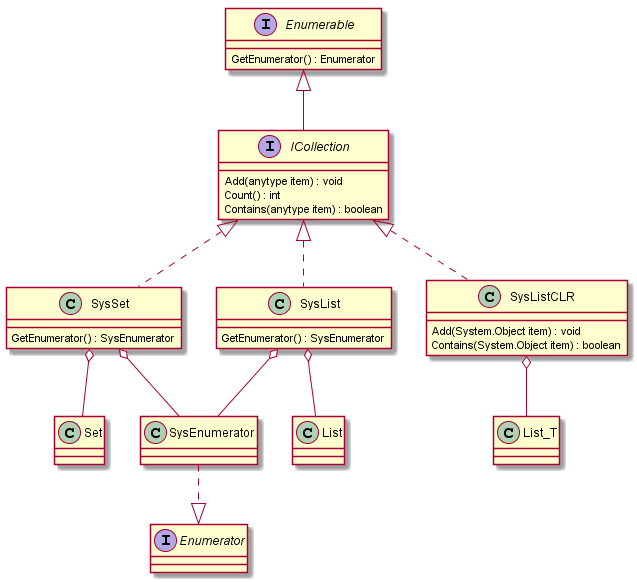 I Enumerable
GetEnumerator() : Enumerator
I ICollection
Add(anytype item) : void
Count() : int
Contains(anytype item) : boolean
C SysSet
GetEnumerator() : SysEnumerator
C SysList
GetEnumerator() : SysEnumerator
C SysListCLR
Add(System.Object item) : void
Contains(System.Object item) : boolean
C Set
C SysEnumerator
C List
C List_T
I Enumerator